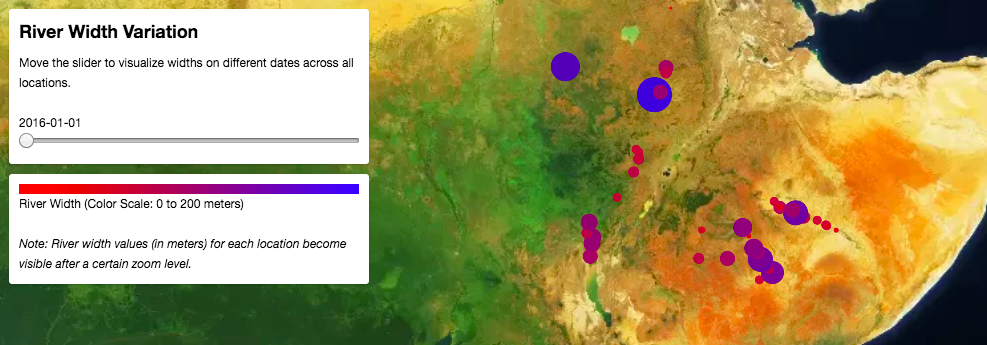 River Width Variation
Move the slider to visualize widths on different dates across all
locations.
2016-01-01
River Width (Color Scale: 0 to 200 meters)
Note: River width values (in meters) for each location become
visible after a certain zoom level.